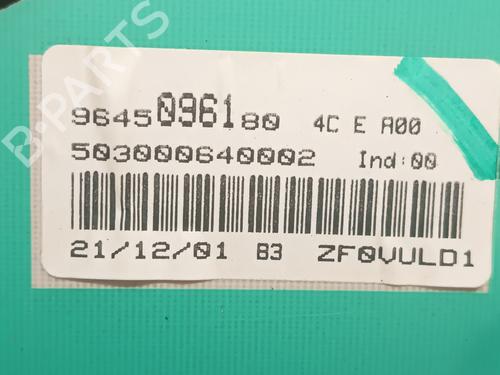 9645096180 4C E A00
503000640002 Ind:00
21/12/01 B3 ZF0VULD1
B-PARTS